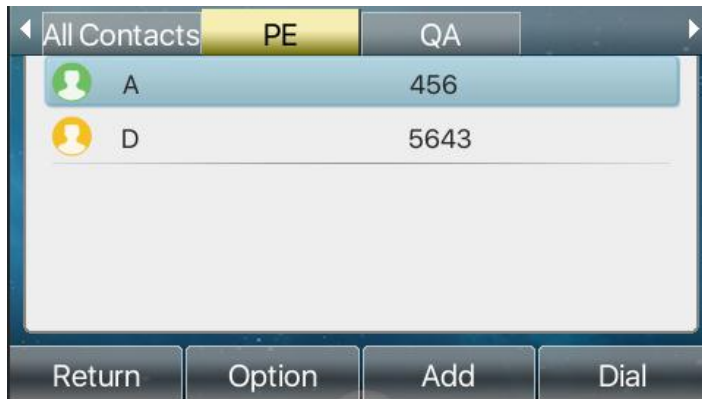 All Contacts PE QA
A 456
D 5643
Return Option Add Dial